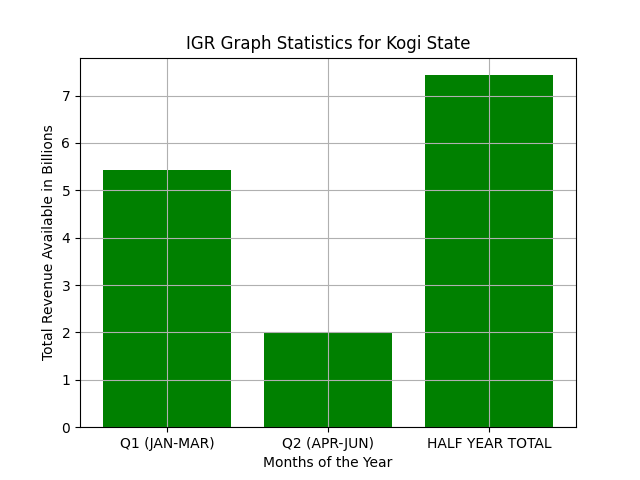 IGR Graph Statistics for Kogi State
Total Revenue Available in Billions
7
6
5
4
3
2
1
0
Q1 (JAN-MAR)
Q2 (APR-JUN)
HALF YEAR TOTAL
Months of the Year